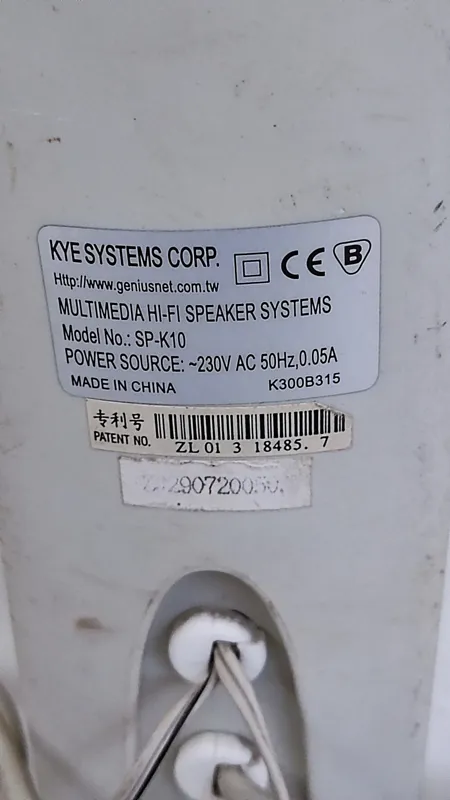 KYE SYSTEMS CORP.
CE B
Http://www.geniusnet.com.tw
MULTIMEDIA HI-FI SPEAKER SYSTEMS
Model No.: SP-K10
POWER SOURCE: ~230V AC 50Hz,0.05A
MADE IN CHINA K300B315
专利号
PATENT NO. ZL 01 3 18485. 7